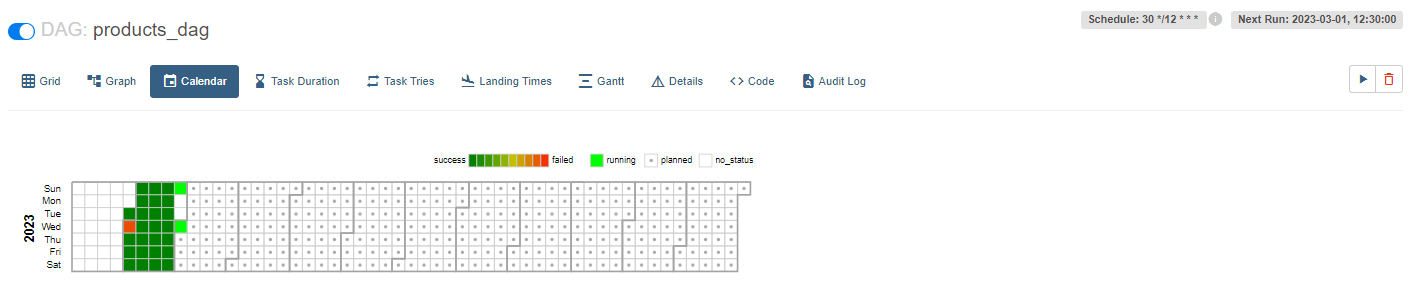 DAG: products_dag
Schedule: 30 */12 * * * i Next Run: 2023-03-01, 12:30:00
Grid Graph Calendar Task Duration Task Tries Landing Times Gantt Details Code Audit Log
success failed running planned no_status
2023
Sun
Mon
Tue
Wed
Thu
Fri
Sat